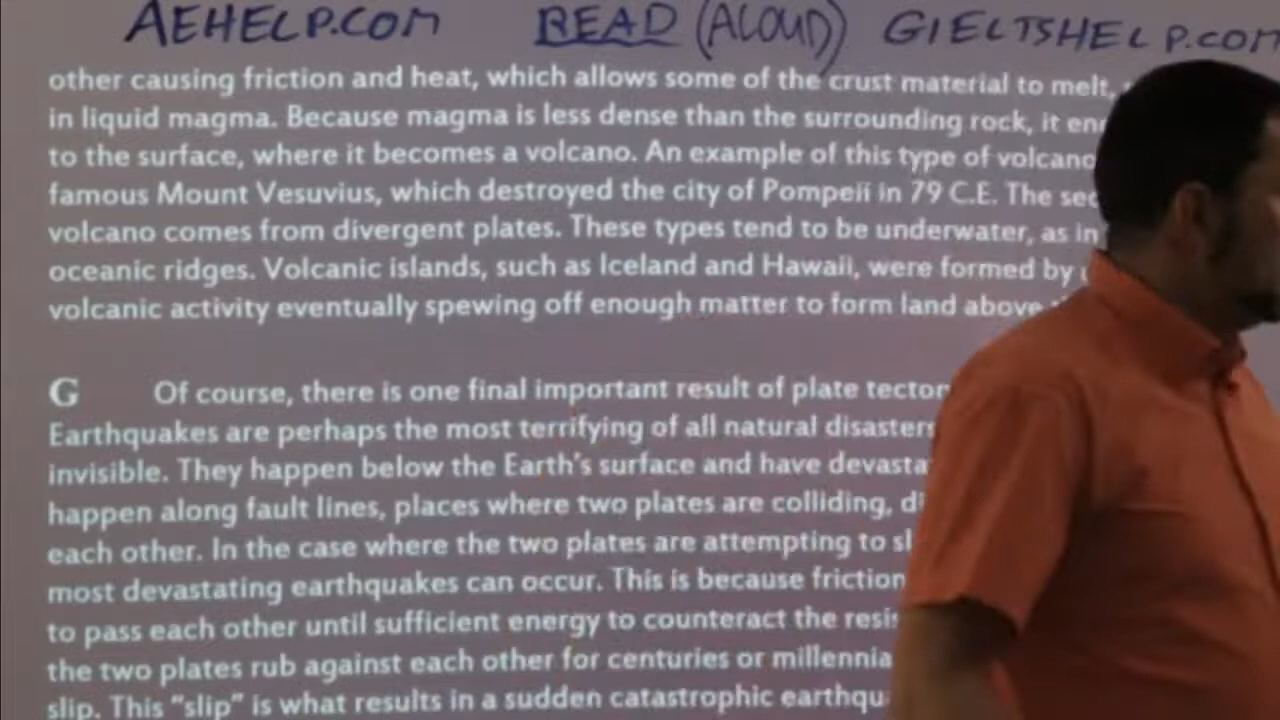 AEHELP.COM READ (ALOUD) GIELTSHELP.COM
other causing friction and heat, which allows some of the crust material to melt,
in liquid magma. Because magma is less dense than the surrounding rock, it
to the surface, where it becomes a volcano. An example of this type of volcano
famous Mount Vesuvius, which destroyed the city of Pompeii in 79 C.E. The
volcano comes from divergent plates. These types tend to be underwater, as in
oceanic ridges. Volcanic islands, such as Iceland and Hawaii, were formed by
volcanic activity eventually spewing off enough matter to form land above
G Of course, there is one final important result of plate
Earthquakes are perhaps the most terrifying of all natural disasters
invisible. They happen below the Earth's surface and have
happen along fault lines, places where two plates are colliding,
each other. In the case where the two plates are attempting to
most devastating earthquakes can occur. This is because friction
to pass each other until sufficient energy to counteract the
the two plates rub against each other for centuries or millennia
slip. This "slip" is what results in a sudden catastrophic